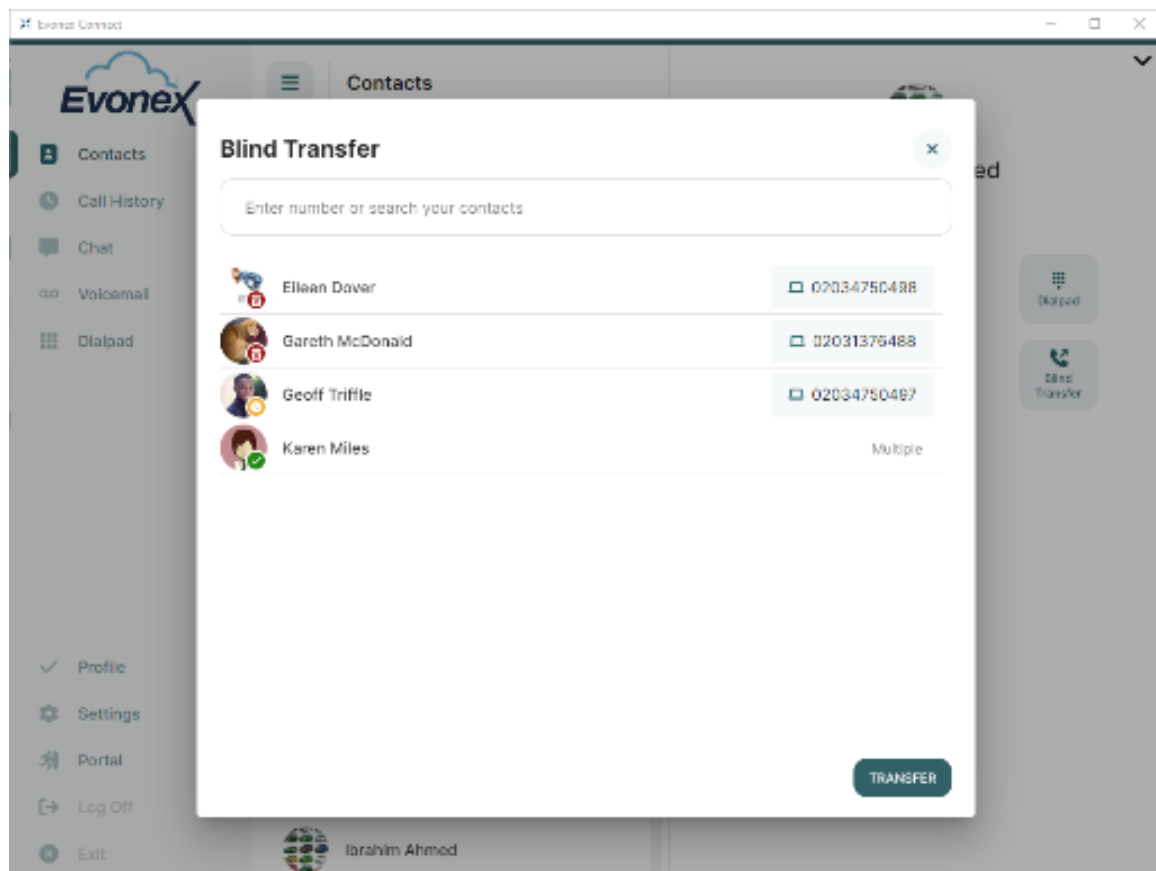 Evonex Connect
Evonex
Contacts
Contacts
Call History
Chat
Voicemail
Dialpad
Profile
Settings
Portal
Log Off
Exit
Blind Transfer
Enter number or search your contacts
Eileen Dover 02034750498
Gareth McDonald 02031376488
Geoff Triffle 02034750497
Karen Miles Multiple
TRANSFER
Ibrahim Ahmed
ed
Dialpad
Blind
Transfer